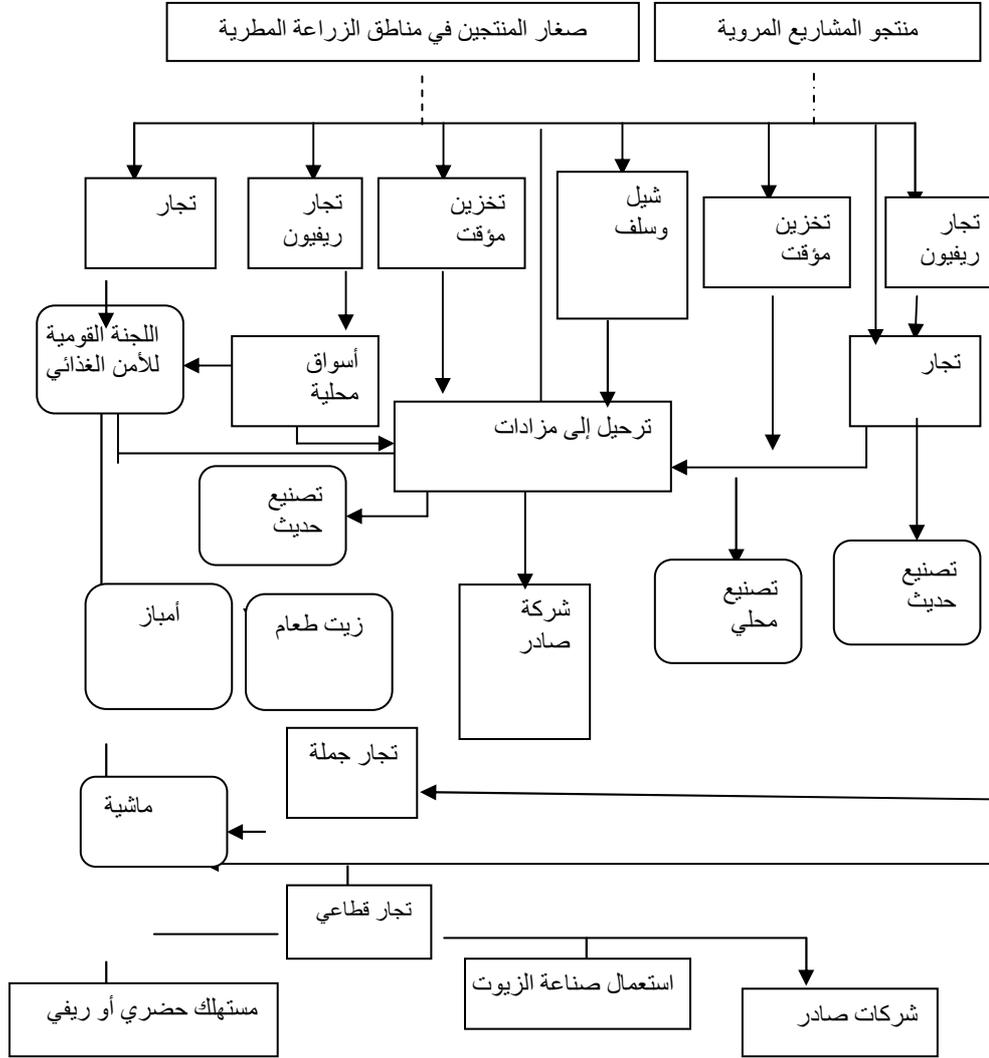 منتجو المشاريع المروية
صغار المنتجين في مناطق الزراعة المطرية
تجار
ريفيون
تخزين
مؤقت
شيل
وسلف
تخزين
مؤقت
تجار
ريفيون
تجار
تجار
أسواق
محلية
اللجنة القومية
للأمن الغذائي
ترحيل إلى مزادات
تصنيع
حديث
تصنيع
محلي
شركة
صادر
تصنيع
حديث
زيت طعام
أمباز
تجار جملة
ماشية
تجار قطاعي
شركات صادر
استعمال صناعة الزيوت
مستهلك حضري أو ريفي